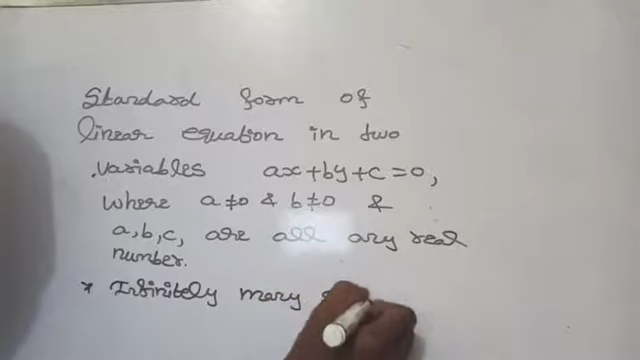 Standard form of
linear equation in two
variables ax+by+c=0,
where a≠0 & b≠0 &
a,b,c, are all any real
number.
* Infinitely many